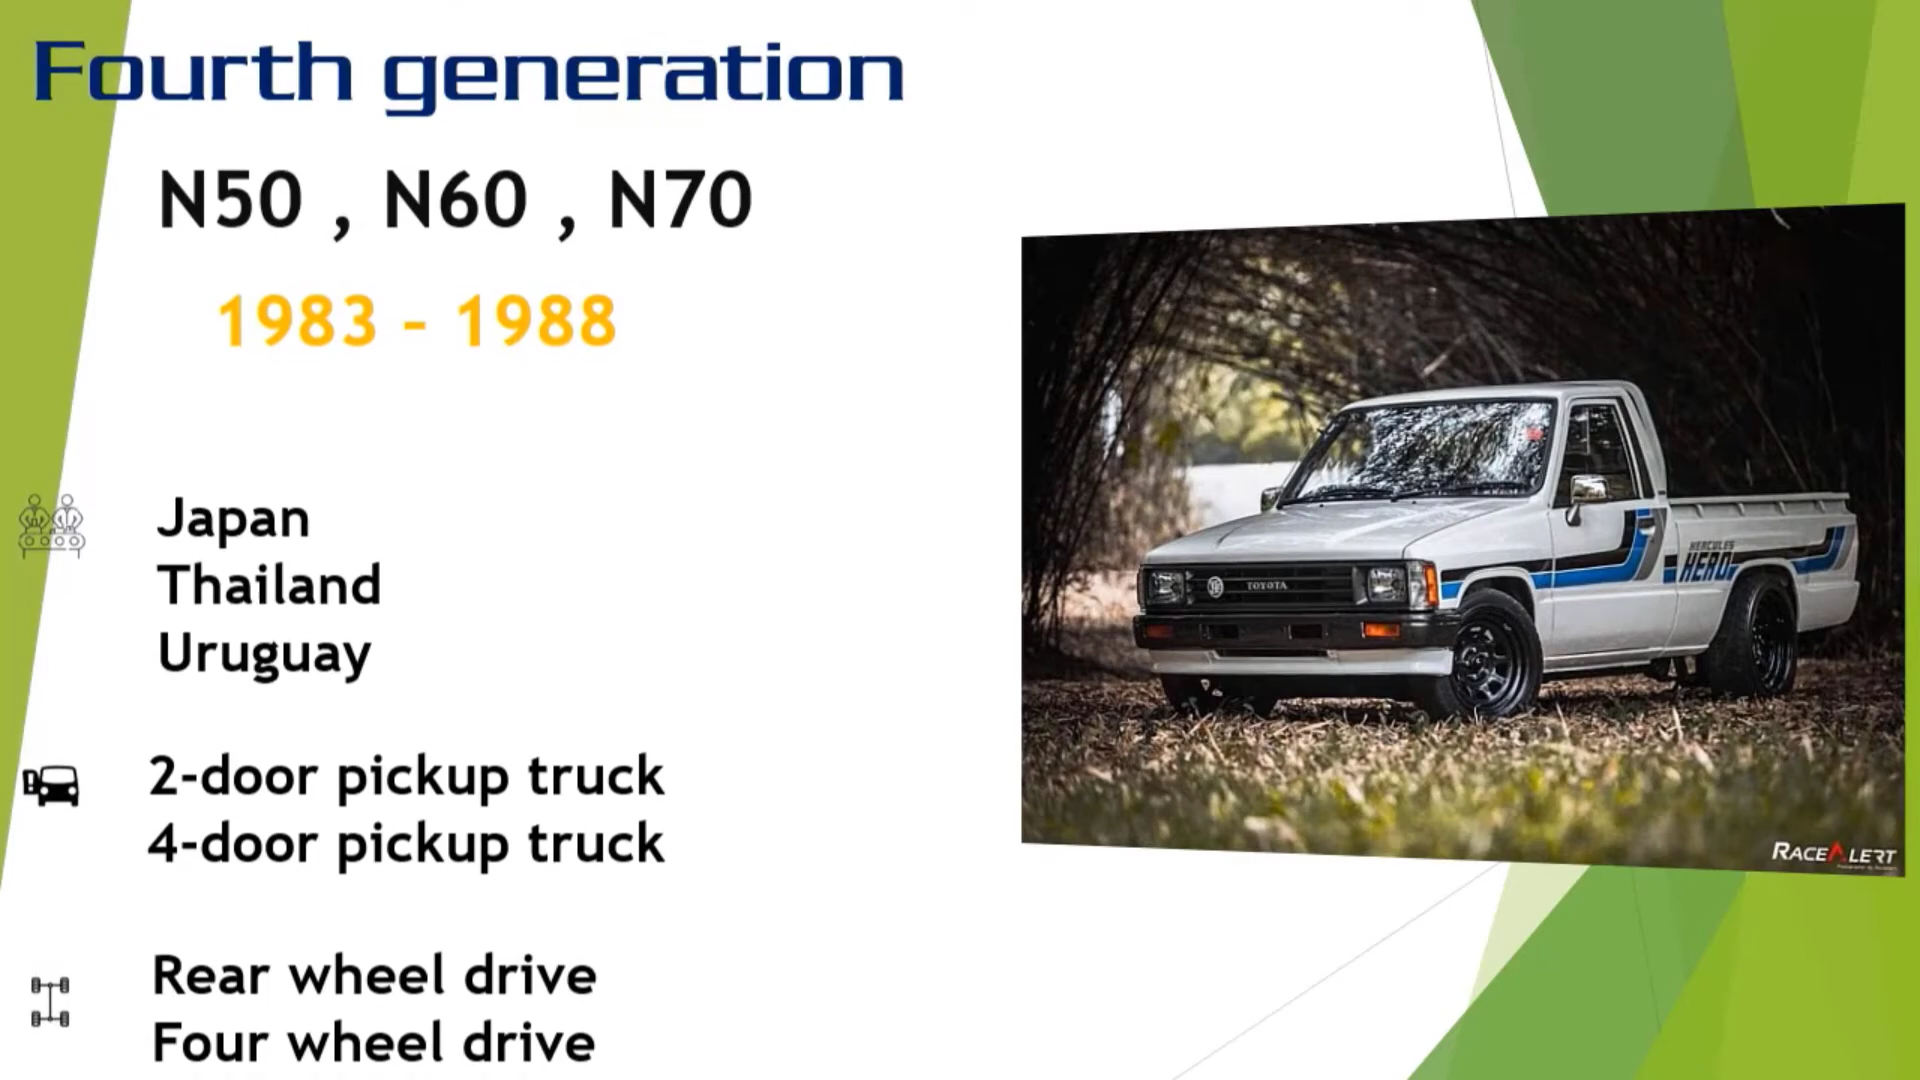 Fourth generation
N50 , N60 , N70
1983 - 1988
Japan
Thailand
Uruguay
2-door pickup truck
4-door pickup truck
Rear wheel drive
Four wheel drive
TOYOTA
HERCULES
HERO
RACEALERT